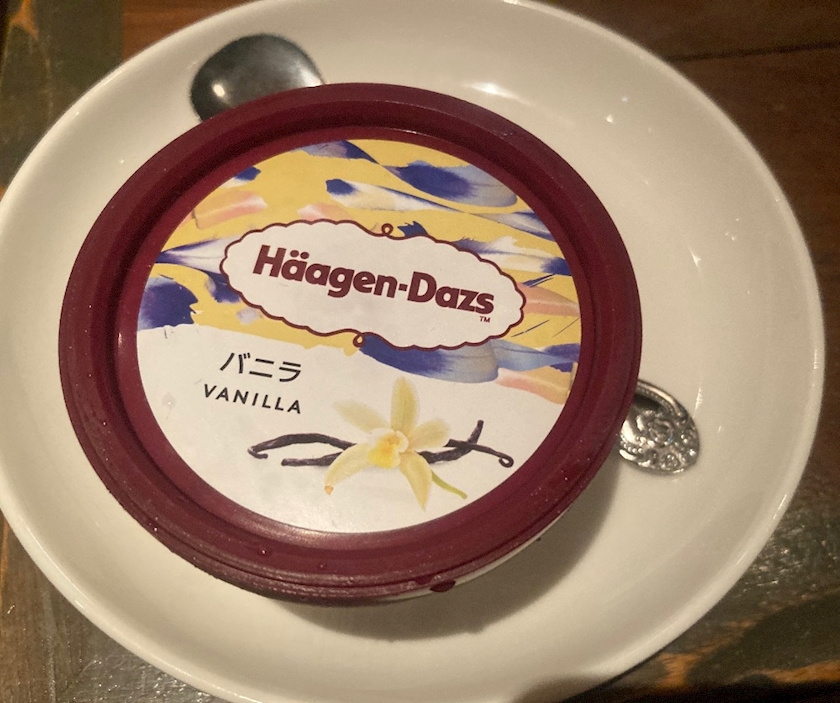 Häagen-Dazs
TM
バニラ
VANILLA